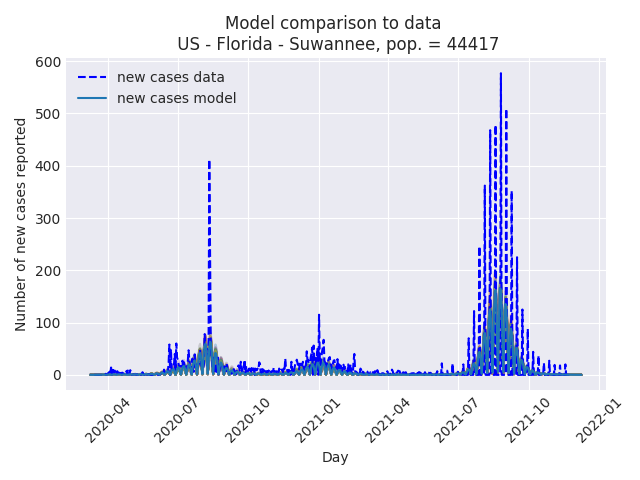 Model comparison to data
US - Florida - Suwannee, pop. = 44417
new cases data
new cases model
Number of new cases reported
600
500
400
300
200
100
0
2020-04
2020-07
2020-10
2021-01
2021-04
2021-07
2021-10
2022-01
Day